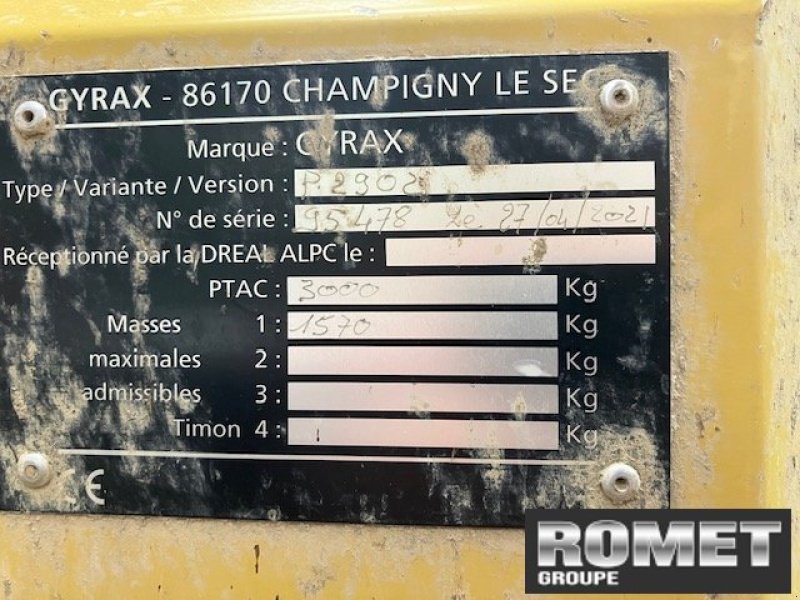 GYRAX - 86170 CHAMPIGNY LE SEC
Marque : GYRAX
Type / Variante / Version : P.2902
N° de série : 95478 Le 27/04/2021
Réceptionné par la DREAL ALPC le :
PTAC : 3000 Kg
Masses 1 : 1570 Kg
maximales 2 : Kg
admissibles 3 : Kg
Timon 4 : Kg
CE
ROMET
GROUPE